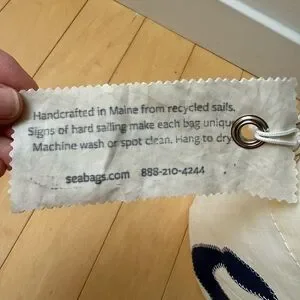 Handcrafted in Maine from recycled sails.
Signs of hard sailing make each bag unique
Machine wash or spot clean. Hang to dry
seabags.com 888-210-4244